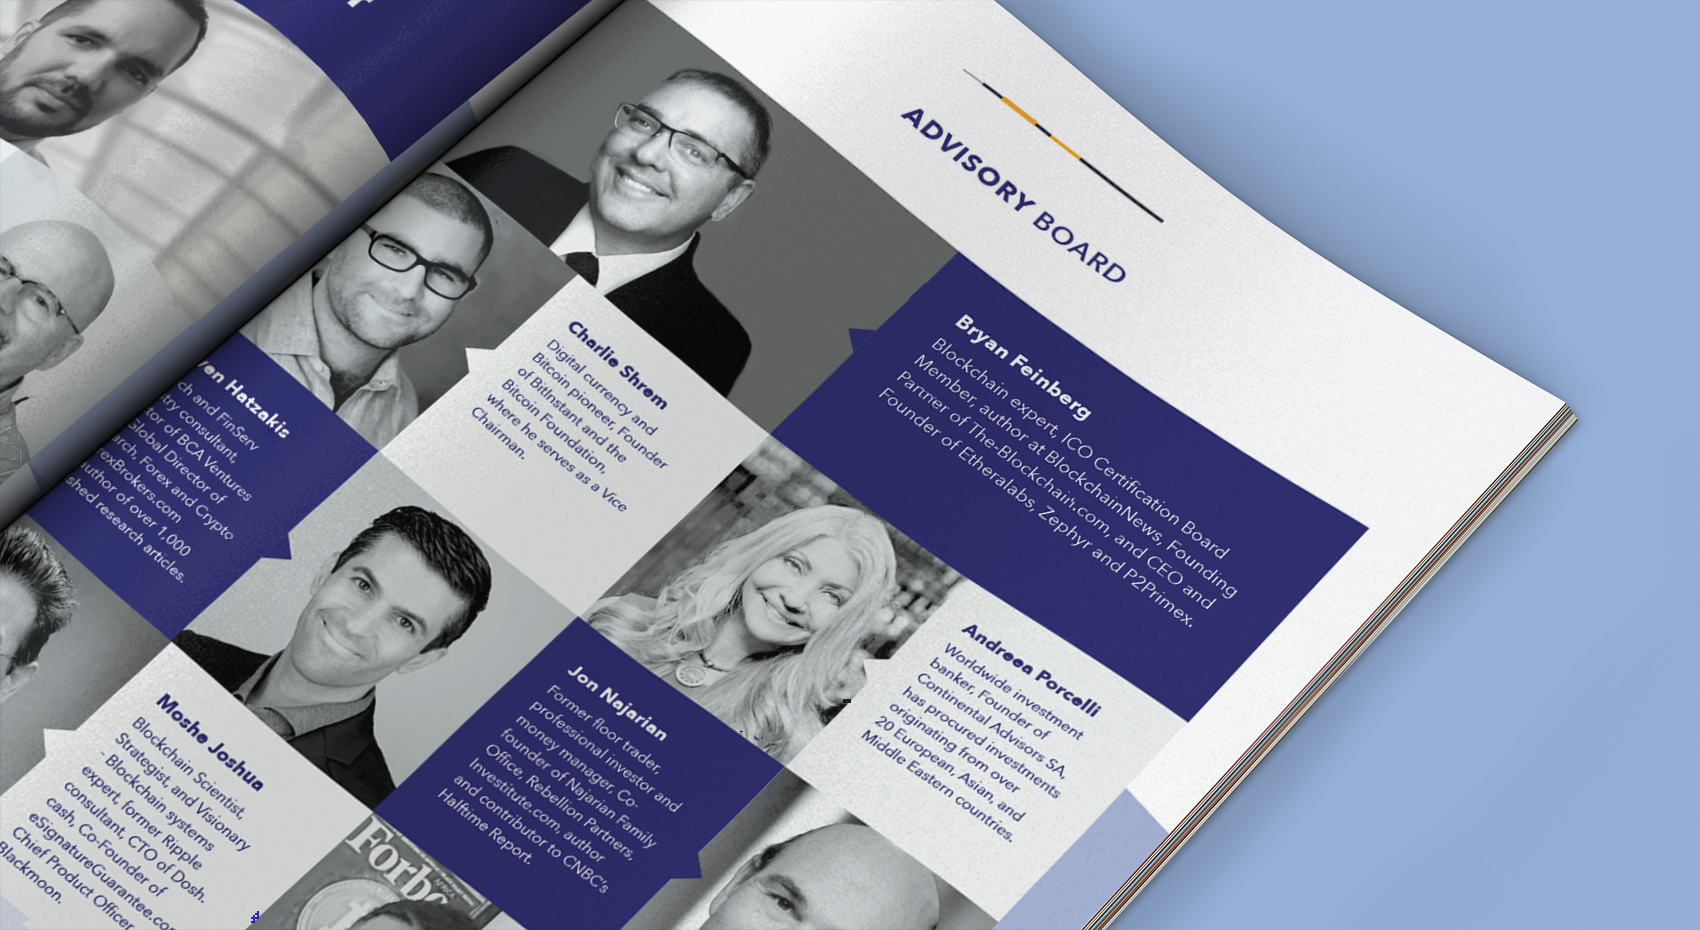 ADVISORY BOARD
Bryan Feinberg
Blockchain expert, ICO Certification Board
Member, author at BlockchainNews, Founding
Partner of The-Blockchain.com, and CEO and
Founder of Etheralabs, Zephyr and P2Primex.
Charlie Shrem
Digital currency and
Bitcoin pioneer, Founder
of BitInstant and the
Bitcoin Foundation,
where he serves as a Vice
Chairman.
Hatzakis
and FinServ
consultant,
of BCA Ventures
Global Director of
Forex and Crypto
of over 1,000
research articles.
Andreea Porcelli
Worldwide investment
banker, Founder of
Continental Advisors SA,
has procured investments
originating from over
20 European, Asian, and
Middle Eastern countries.
Jon Najarian
Former floor trader,
professional investor and
money manager, Co-
founder of Najarian Family
Office, Rebellion Partners,
Investitute.com, author
and contributor to CNBC's
Halftime Report.
Moshe Joshua
Blockchain Scientist,
Strategist, and Visionary
- Blockchain systems
expert, former Ripple
consultant, CTO of Dosh.
cash, Co-Founder of
eSignatureGuarantee.com
Chief Product Officer
Blackmoon.
Forbes
AFRICA